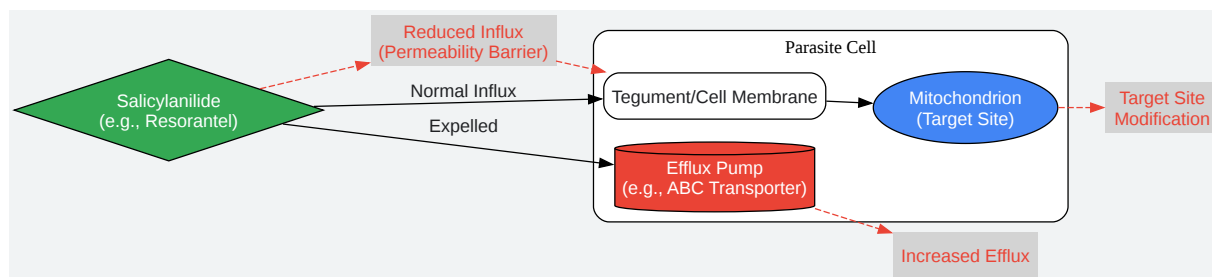 Reduced Influx
(Permeability Barrier)
Parasite Cell
Salicylanilide
(e.g., Resorantel)
Normal Influx
Expelled
Tegument/Cell Membrane
Mitochondrion
(Target Site)
Target Site
Modification
Efflux Pump
(e.g., ABC Transporter)
Increased Efflux